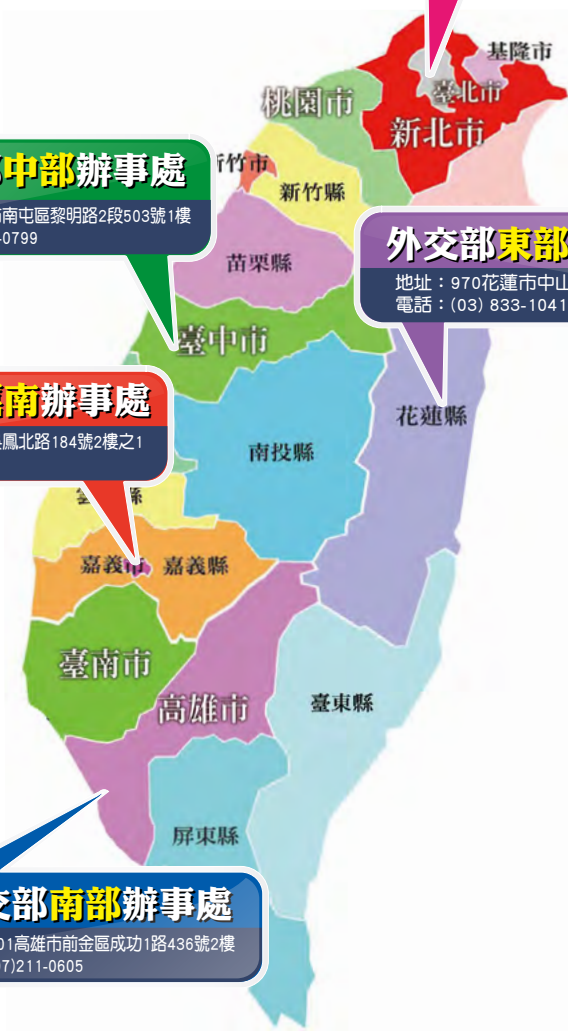 基隆市
臺北市
桃園市
新北市
新竹市
新竹縣
中部辦事處
南屯區黎明路2段503號1樓
-0799
苗栗縣
外交部東部
地址：970花蓮市中山
電話：(03) 833-1041
臺中市
花蓮縣
南辦事處
鳳北路184號2樓之1
南投縣
縣
嘉義市
嘉義縣
臺南市
高雄市
臺東縣
屏東縣
交部南部辦事處
01高雄市前金區成功1路436號2樓
7)211-0605